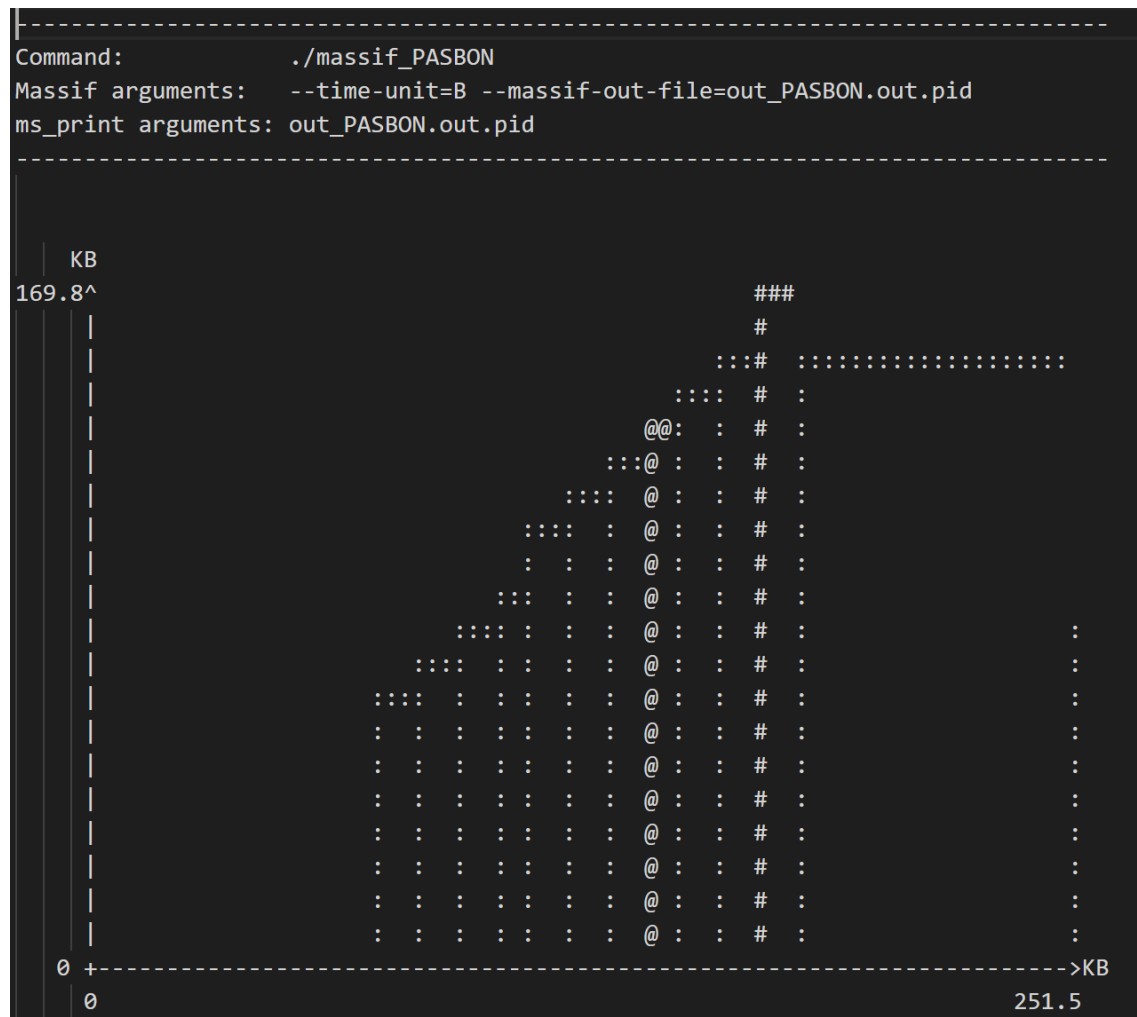 --------------------------------------------------------------------------------
Command:            ./massif_PASBON
Massif arguments:   --time-unit=B --massif-out-file=out_PASBON.out.pid
ms_print arguments: out_PASBON.out.pid
--------------------------------------------------------------------------------
    KB
169.8^                                                ###
     |                                                #
     |                                             :::#  ::::::::::::::::::::
     |                                          ::::  #  :
     |                                        @@:  :  #  :
     |                                     :::@ :  :  #  :
     |                                  ::::  @ :  :  #  :
     |                               ::::  :  @ :  :  #  :
     |                               :  :  :  @ :  :  #  :
     |                             :::  :  :  @ :  :  #  :
     |                          :::: :  :  :  @ :  :  #  :                   :
     |                       ::::  : :  :  :  @ :  :  #  :                   :
     |                    ::::  :  : :  :  :  @ :  :  #  :                   :
     |                    :  :  :  : :  :  :  @ :  :  #  :                   :
     |                    :  :  :  : :  :  :  @ :  :  #  :                   :
     |                    :  :  :  : :  :  :  @ :  :  #  :                   :
     |                    :  :  :  : :  :  :  @ :  :  #  :                   :
     |                    :  :  :  : :  :  :  @ :  :  #  :                   :
     |                    :  :  :  : :  :  :  @ :  :  #  :                   :
     |                    :  :  :  : :  :  :  @ :  :  #  :                   :
   0 +----------------------------------------------------------------------->KB
     0                                                                   251.5